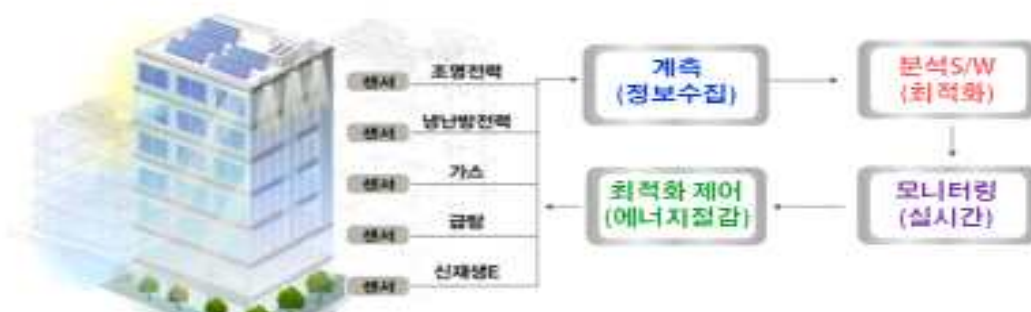 센서 조명전력
센서 냉난방전력
센서 가스
센서 급탕
센서 신재생E
계측
(정보수집)
분석S/W
(최적화)
모니터링
(실시간)
최적화 제어
(에너지절감)